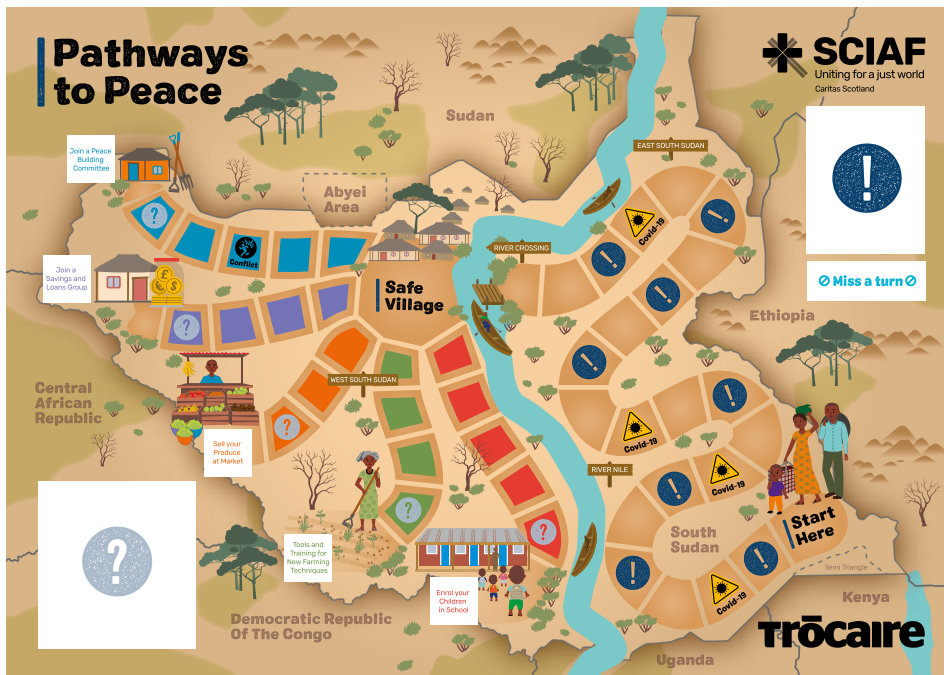 Pathways
to Peace
SCIAF
Uniting for a just world
Caritas Scotland
Sudan
EAST SOUTH SUDAN
Join a Peace
Building
Committee
Abyei
Area
?
Conflict
!
Covid-19
!
!
RIVER CROSSING
!
Miss a turn
Join a
Savings and
Loans Group
£
€
$
Safe
Village
!
?
Ethiopia
WEST SOUTH SUDAN
!
!
Central
African
Republic
?
Covid-19
Sell your
Produce
at Market
RIVER NILE
!
Covid-19
?
?
South
Sudan
Start
Here
?
Tools and
Training for
New Farming
Techniques
!
!
Covid-19
Ilemi Triangle
Enrol your
Children
in School
Kenya
Democratic Republic
Of The Congo
Trōcaire
Uganda